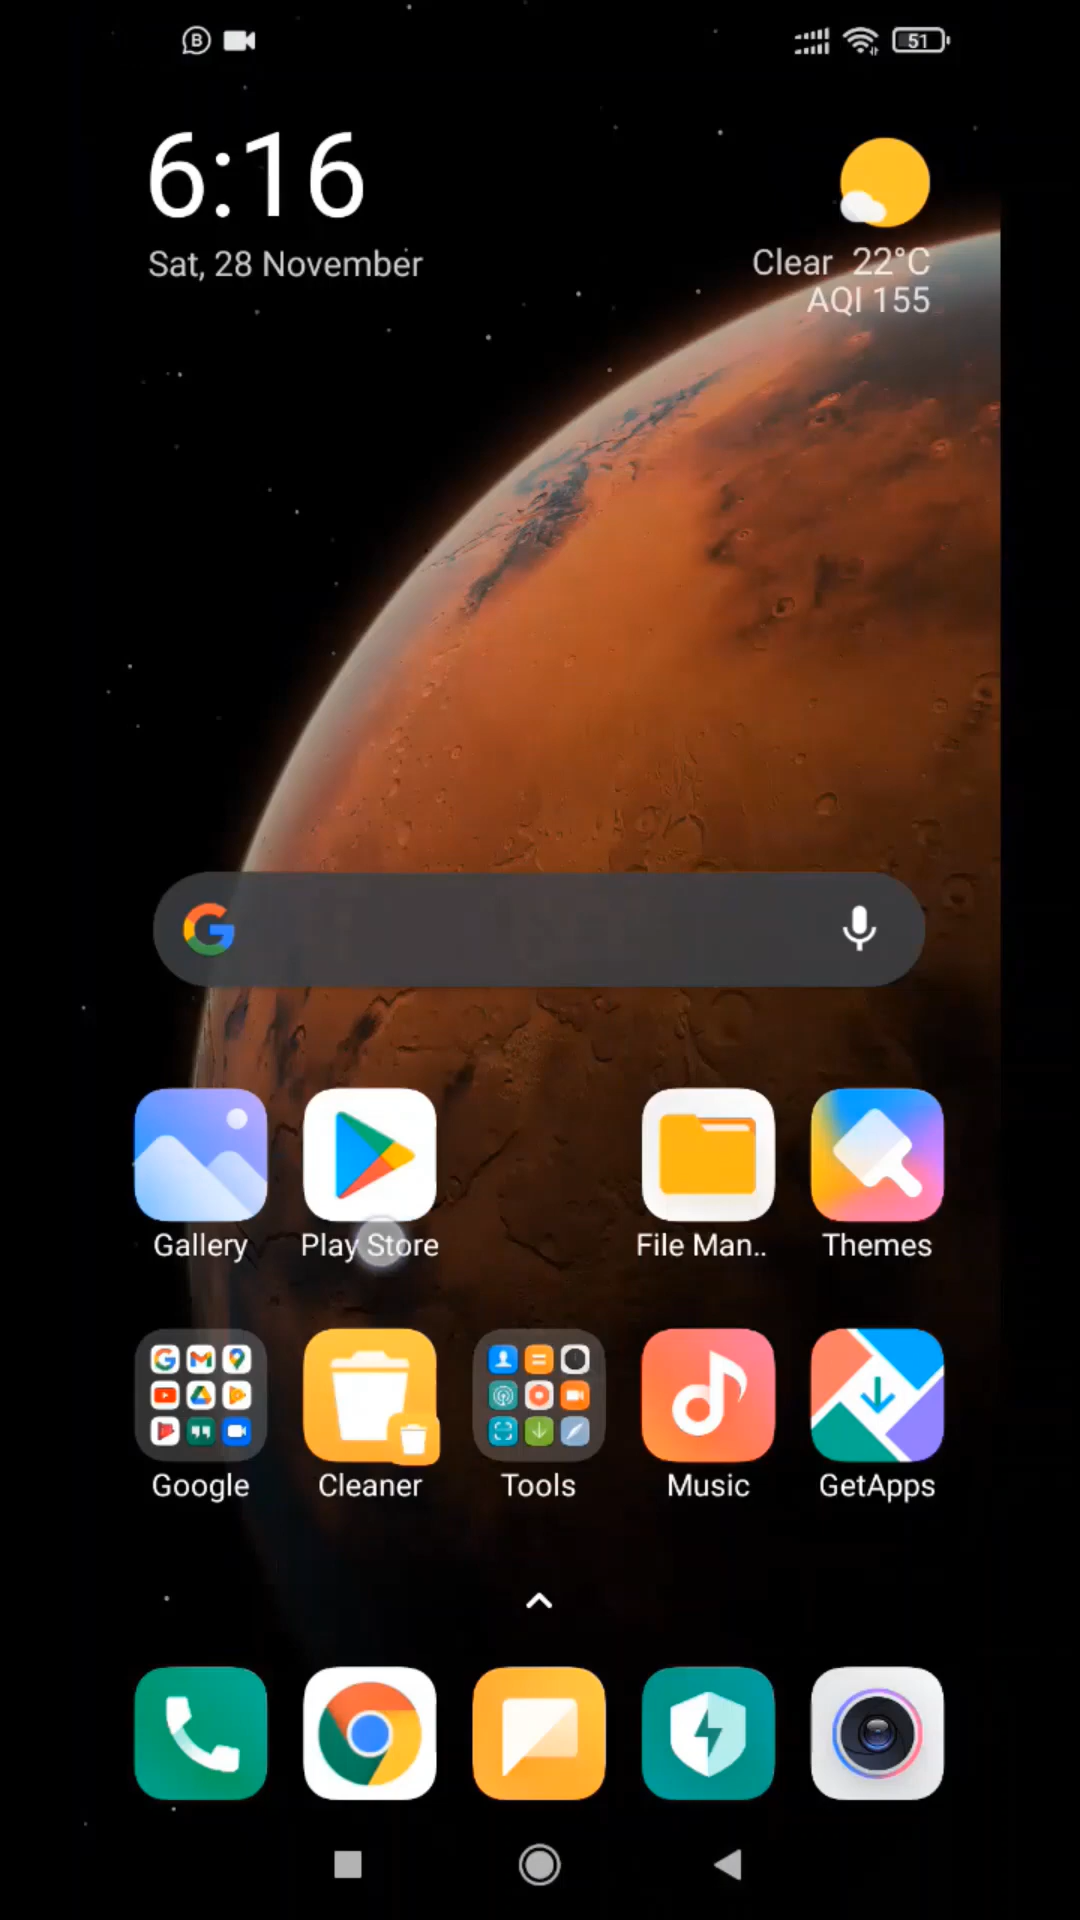 51
6:16
Sat, 28 November
Clear 22°C
AQI 155
Gallery
Play Store
File Man..
Themes
Google
Cleaner
Tools
Music
GetApps